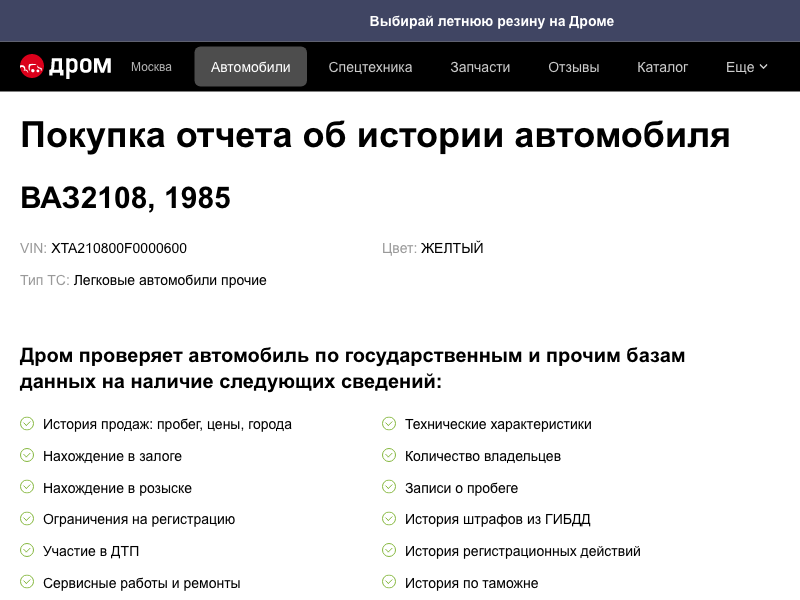 Выбирай летнюю резину на Дроме
дром Москва Автомобили Спецтехника Запчасти Отзывы Каталог Еще
Покупка отчета об истории автомобиля
ВАЗ2108, 1985
VIN: XTA210800F0000600 Цвет: ЖЕЛТЫЙ
Тип ТС: Легковые автомобили прочие
Дром проверяет автомобиль по государственным и прочим базам
данных на наличие следующих сведений:
История продаж: пробег, цены, города Технические характеристики
Нахождение в залоге Количество владельцев
Нахождение в розыске Записи о пробеге
Ограничения на регистрацию История штрафов из ГИБДД
Участие в ДТП История регистрационных действий
Сервисные работы и ремонты История по таможне